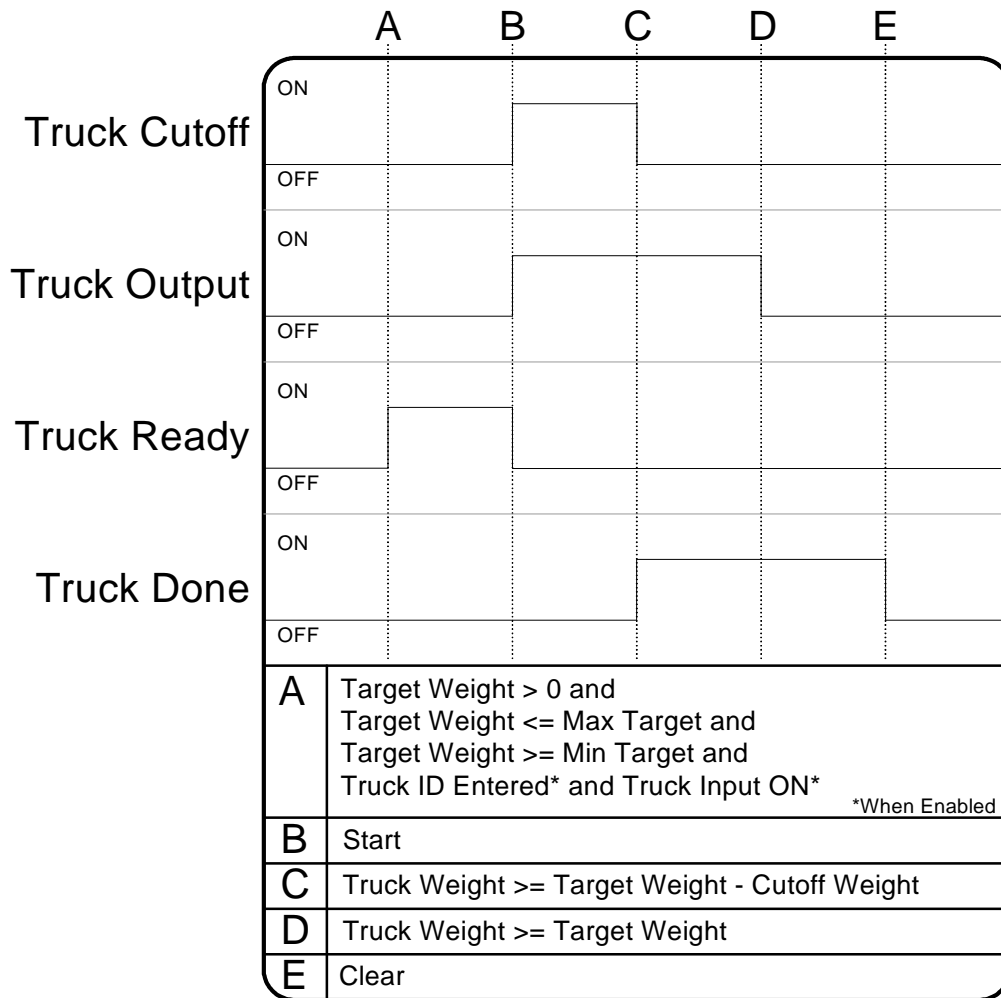 A B C D E
Truck Cutoff
ON
OFF
Truck Output
ON
OFF
Truck Ready
ON
OFF
Truck Done
ON
OFF
A
Target Weight > 0 and
Target Weight <= Max Target and
Target Weight >= Min Target and
Truck ID Entered* and Truck Input ON*
*When Enabled
B Start
C Truck Weight >= Target Weight - Cutoff Weight
D Truck Weight >= Target Weight
E Clear